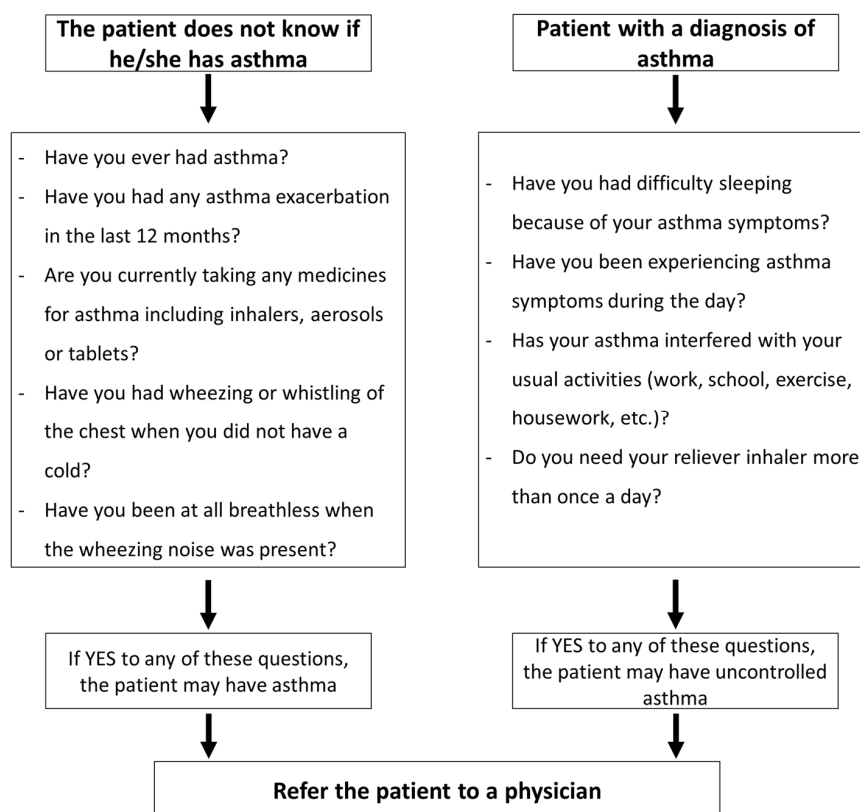 The patient does not know if
he/she has asthma
- Have you ever had asthma?
- Have you had any asthma exacerbation
in the last 12 months?
- Are you currently taking any medicines
for asthma including inhalers, aerosols
or tablets?
- Have you had wheezing or whistling of
the chest when you did not have a
cold?
- Have you been at all breathless when
the wheezing noise was present?
If YES to any of these questions,
the patient may have asthma
Patient with a diagnosis of
asthma
- Have you had difficulty sleeping
because of your asthma symptoms?
- Have you been experiencing asthma
symptoms during the day?
- Has your asthma interfered with your
usual activities (work, school, exercise,
housework, etc.)?
- Do you need your reliever inhaler more
than once a day?
If YES to any of these questions,
the patient may have uncontrolled
asthma
Refer the patient to a physician